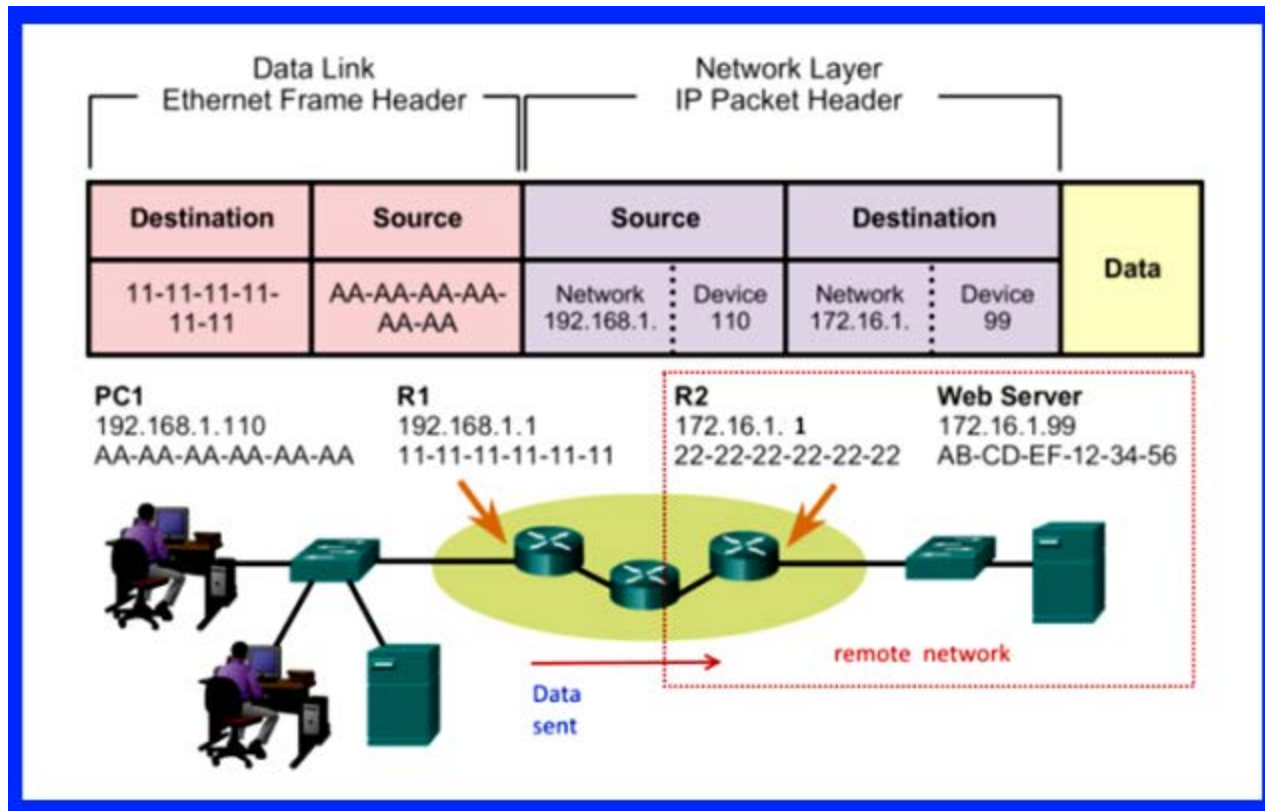 Data Link
Ethernet Frame Header
Network Layer
IP Packet Header
Destination
Source
Source
Destination
Data
11-11-11-11-
11-11
AA-AA-AA-AA-
AA-AA
Network
192.168.1.
Device
110
Network
172.16.1.
Device
99
PC1
192.168.1.110
AA-AA-AA-AA-AA-AA
R1
192.168.1.1
11-11-11-11-11-11
R2
172.16.1. 1
22-22-22-22-22-22
Web Server
172.16.1.99
AB-CD-EF-12-34-56
remote network
Data
sent